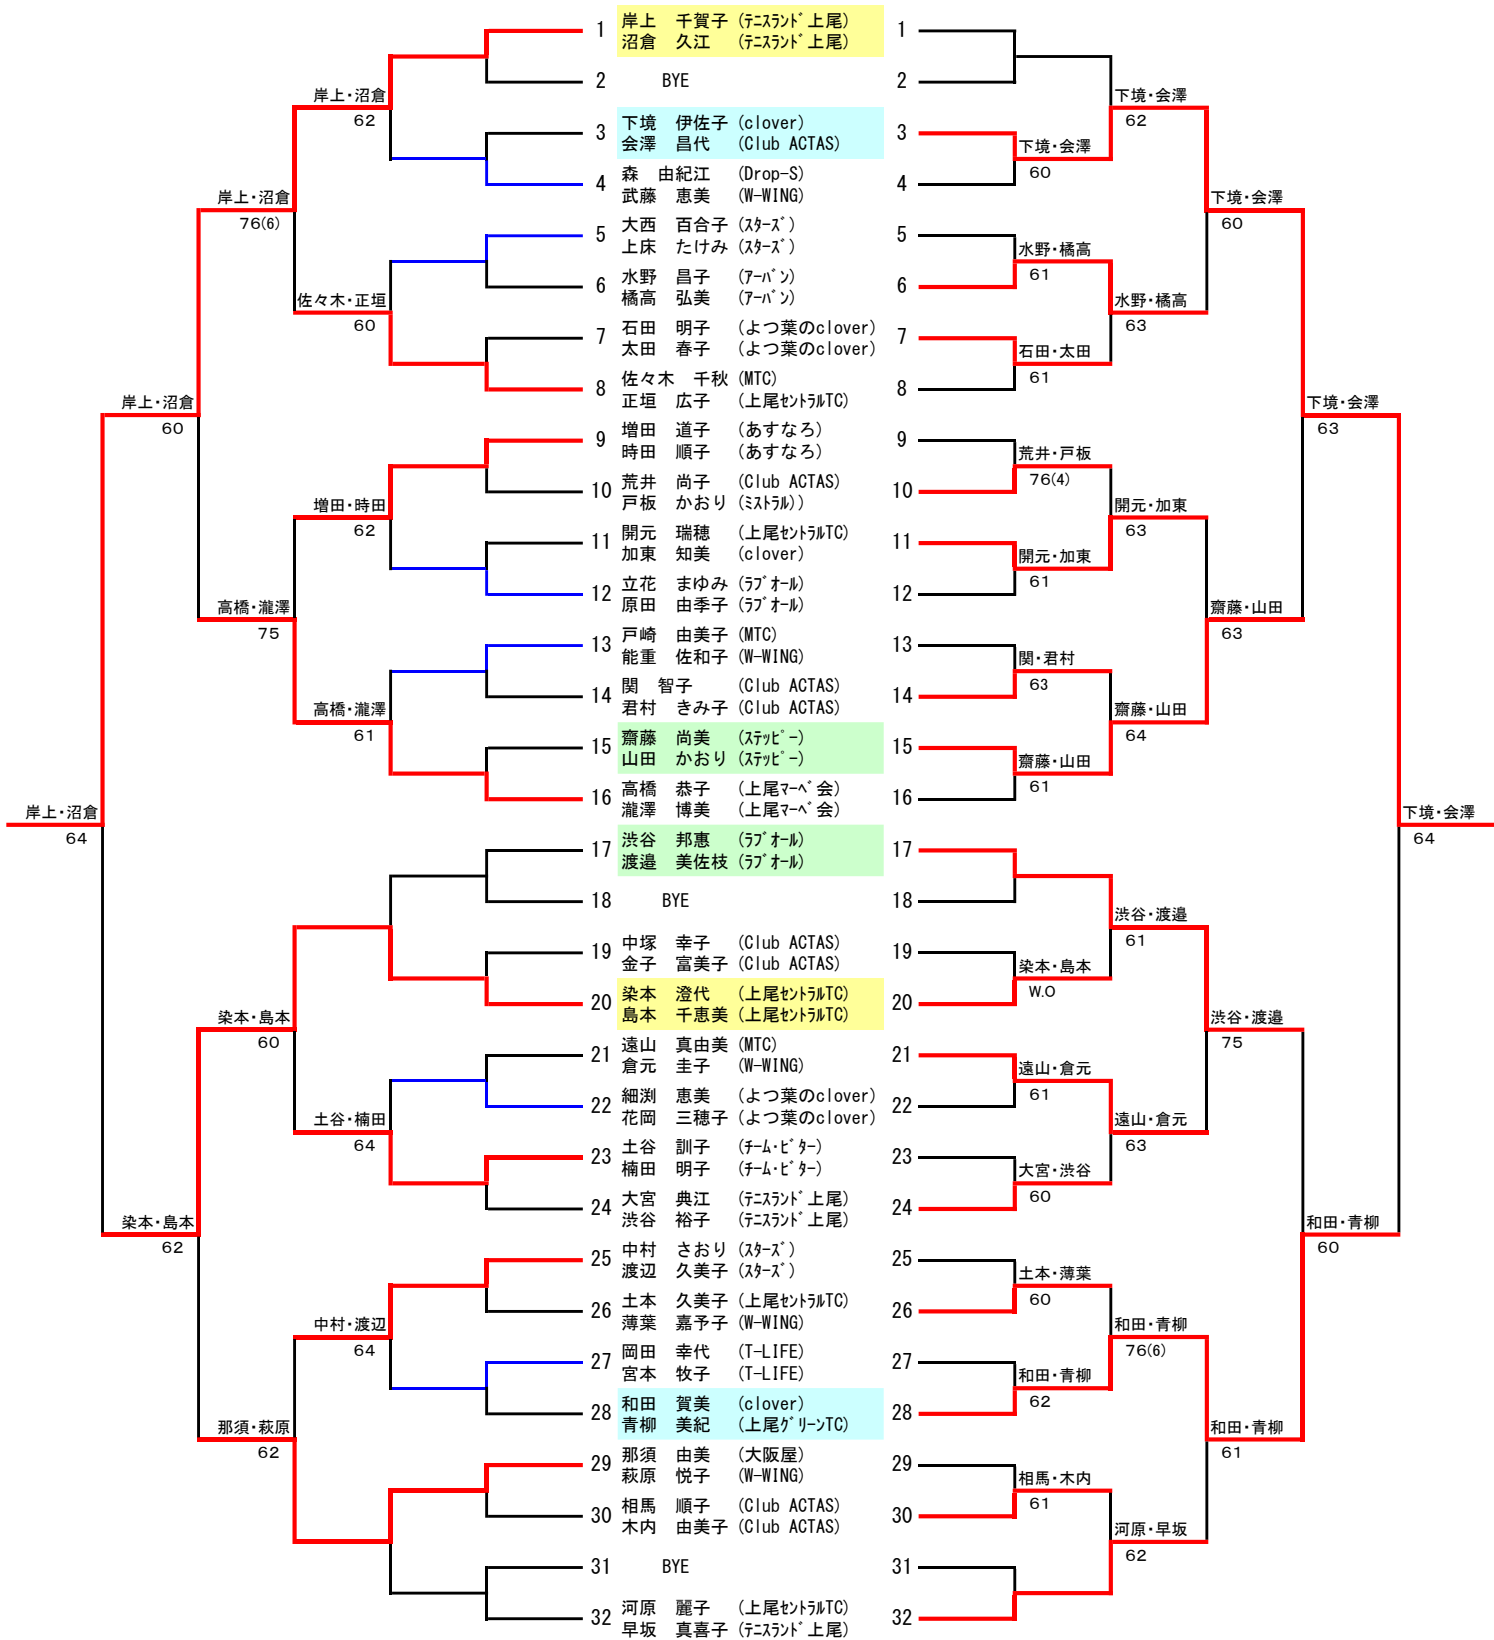 1 岸上　千賀子 (ﾃﾆｽﾗﾝﾄﾞ上尾) 1
沼倉　久江 (ﾃﾆｽﾗﾝﾄﾞ上尾)
2 BYE 2
岸上・沼倉 下境・会澤
62 62
3 下境　伊佐子 (clover) 3
会澤　昌代 (Club ACTAS) 下境・会澤
60
4 森　由紀江 (Drop-S) 4
武藤　恵美 (W-WING)
岸上・沼倉 下境・会澤
76(6) 60
5 大西　百合子 (ｽﾀｰｽﾞ) 5
上床　たけみ (ｽﾀｰｽﾞ) 水野・橘高
61
6 水野　昌子 (ｱｰﾊﾞﾝ) 6
橘高　弘美 (ｱｰﾊﾞﾝ)
佐々木・正垣 水野・橘高
60 63
7 石田　明子 (よつ葉のclover) 7
太田　春子 (よつ葉のclover) 石田・太田
61
8 佐々木　千秋 (MTC) 8
正垣　広子 (上尾ｾﾝﾄﾗﾙTC)
岸上・沼倉 下境・会澤
60 63
9 増田　道子 (あすなろ) 9
時田　順子 (あすなろ) 荒井・戸板
76(4)
10 荒井　尚子 (Club ACTAS) 10
戸板　かおり (ﾐｽﾄﾗﾙ))
増田・時田 開元・加東
62 63
11 開元　瑞穂 (上尾ｾﾝﾄﾗﾙTC) 11
加東　知美 (clover) 開元・加東
61
12 立花　まゆみ (ﾗﾌﾞｵｰﾙ) 12
原田　由季子 (ﾗﾌﾞｵｰﾙ)
高橋・瀧澤 齋藤・山田
75 63
13 戸崎　由美子 (MTC) 13
能重　佐和子 (W-WING) 関・君村
63
14 関　智子 (Club ACTAS) 14
君村　きみ子 (Club ACTAS)
高橋・瀧澤 齋藤・山田
61 64
15 齋藤　尚美 (ｽﾃｯﾋﾟｰ) 15
山田　かおり (ｽﾃｯﾋﾟｰ) 齋藤・山田
61
16 高橋　恭子 (上尾ﾏｰﾍﾞ会) 16
瀧澤　博美 (上尾ﾏｰﾍﾞ会)
岸上・沼倉 下境・会澤
64 64
17 渋谷　邦惠 (ﾗﾌﾞｵｰﾙ) 17
渡邉　美佐枝 (ﾗﾌﾞｵｰﾙ)
18 BYE 18
渋谷・渡邉
61
19 中塚　幸子 (Club ACTAS) 19
金子　富美子 (Club ACTAS) 染本・島本
W.O
20 染本　澄代 (上尾ｾﾝﾄﾗﾙTC) 20
島本　千恵美 (上尾ｾﾝﾄﾗﾙTC)
染本・島本 渋谷・渡邉
60 75
21 遠山　真由美 (MTC) 21
倉元　圭子 (W-WING) 遠山・倉元
61
22 細渕　恵美 (よつ葉のclover) 22
花岡　三穂子 (よつ葉のclover)
土谷・楠田 遠山・倉元
64 63
23 土谷　訓子 (ﾁｰﾑ・ﾋﾞﾀｰ) 23
楠田　明子 (ﾁｰﾑ・ﾋﾞﾀｰ) 大宮・渋谷
60
24 大宮　典江 (ﾃﾆｽﾗﾝﾄﾞ上尾) 24
渋谷　裕子 (ﾃﾆｽﾗﾝﾄﾞ上尾)
染本・島本 和田・青柳
62 60
25 中村　さおり (ｽﾀｰｽﾞ) 25
渡辺　久美子 (ｽﾀｰｽﾞ) 土本・薄葉
60
26 土本　久美子 (上尾ｾﾝﾄﾗﾙTC) 26
薄葉　嘉予子 (W-WING)
中村・渡辺 和田・青柳
64 76(6)
27 岡田　幸代 (T-LIFE) 27
宮本　牧子 (T-LIFE) 和田・青柳
62
28 和田　賀美 (clover) 28
青柳　美紀 (上尾ｸﾞﾘｰﾝTC)
那須・萩原 和田・青柳
62 61
29 那須　由美 (大阪屋) 29
萩原　悦子 (W-WING) 相馬・木内
61
30 相馬　順子 (Club ACTAS) 30
木内　由美子 (Club ACTAS)
河原・早坂
62
31 BYE 31
32 河原　麗子 (上尾ｾﾝﾄﾗﾙTC) 32
早坂　真喜子 (ﾃﾆｽﾗﾝﾄﾞ上尾)